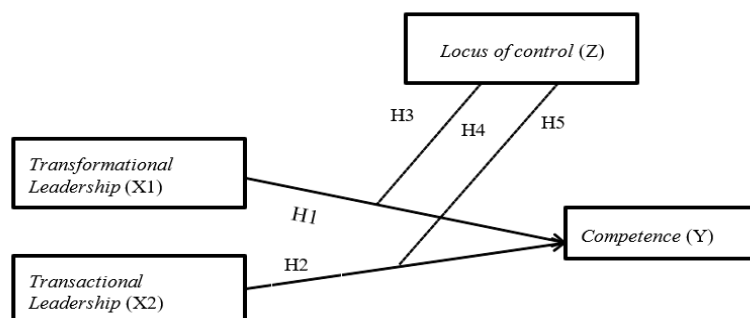 Locus of control (Z)
H3
H4
H5
Transformational
Leadership (X1)
H1
Competence (Y)
H2
Transactional
Leadership (X2)